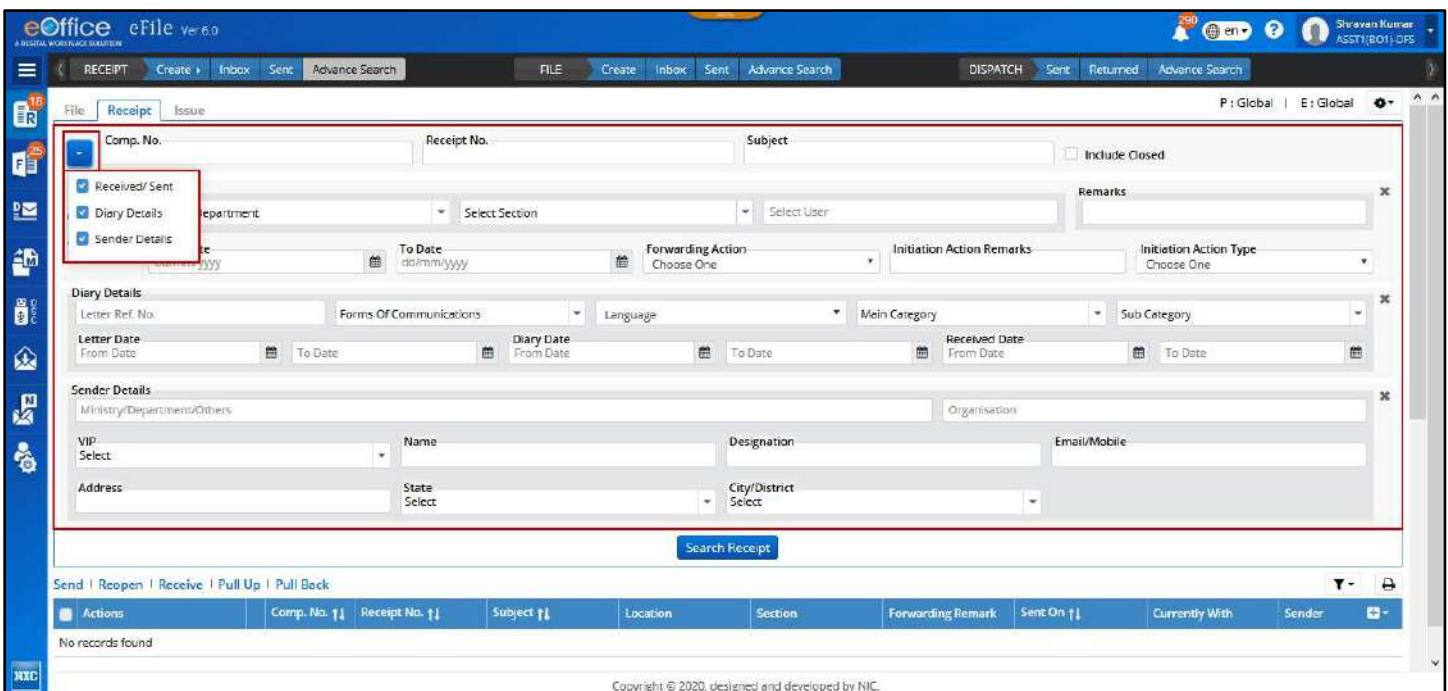 eOffice eFile Ver 6.0
A DIGITAL WORKPLACE SOLUTION
290 en ? Shravan Kumar
ASST1(BO1)-DFS
RECEIPT Create Inbox Sent Advance Search FILE Create Inbox Sent Advance Search DISPATCH Sent Returned Advance Search
18 R
25 F
D
M
DSC
N
NIC
File Receipt Issue P : Global | E : Global
Comp. No. Receipt No. Subject Include Closed
-
Received/ Sent
Diary Details
Sender Details
Remarks
epartment Select Section Select User
te To Date Forwarding Action Initiation Action Remarks Initiation Action Type
dd/mm/yyyy dd/mm/yyyy Choose One Choose One
Diary Details
Letter Ref. No. Forms Of Communications Language Main Category Sub Category
Letter Date Diary Date Received Date
From Date To Date From Date To Date From Date To Date
Sender Details
Ministry/Department/Others Organisation
VIP Name Designation Email/Mobile
Select
Address State City/District
Select Select
Search Receipt
Send | Reopen | Receive | Pull Up | Pull Back
Actions Comp. No. Receipt No. Subject Location Section Forwarding Remark Sent On Currently With Sender
No records found
Copyright © 2020, designed and developed by NIC.